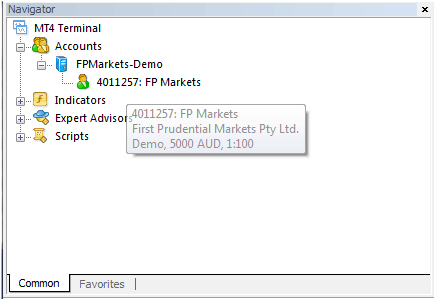 Navigator
MT4 Terminal
Accounts
FPMarkets-Demo
4011257: FP Markets
Indicators
Expert Advisors
Scripts
4011257: FP Markets
First Prudential Markets Pty Ltd.
Demo, 5000 AUD, 1:100
Common
Favorites